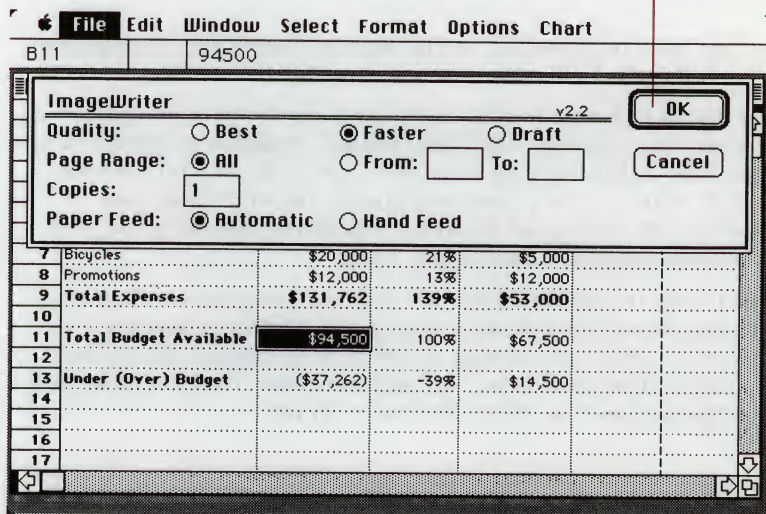 File Edit Window Select Format Options Chart
B11 94500
ImageWriter v2.2 OK
Quality: Best Faster Draft
Page Range: All From: To: Cancel
Copies: 1
Paper Feed: Automatic Hand Feed
7 Bicycles $20,000 21% $5,000
8 Promotions $12,000 13% $12,000
9 Total Expenses $131,762 139% $53,000
10
11 Total Budget Available $94,500 100% $67,500
12
13 Under (Over) Budget ($37,262) -39% $14,500
14
15
16
17